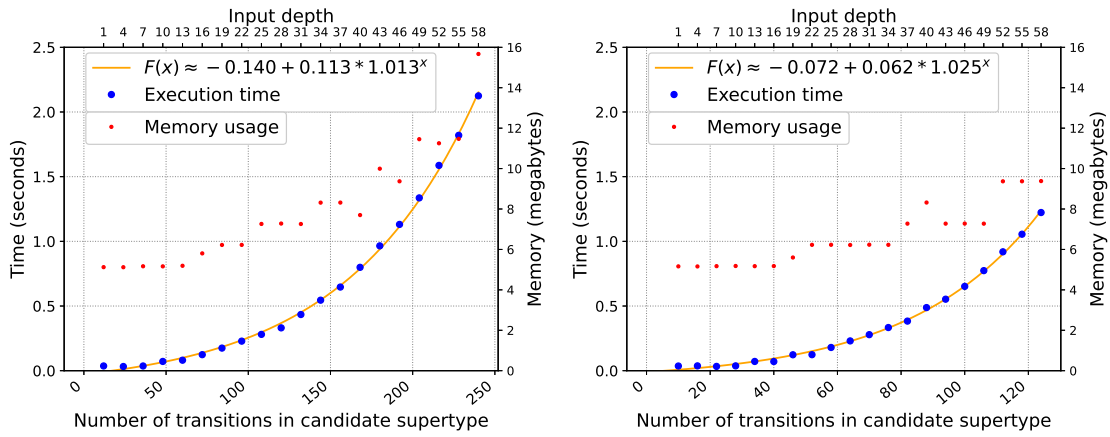 Input depth
1 4 7 10 13 16 19 22 25 28 31 34 37 40 43 46 49 52 55 58
2.5
2.0
1.5
1.0
0.5
0.0
Time (seconds)
F(x) ≈ −0.140 + 0.113 * 1.013^x
Execution time
Memory usage
16
14
12
10
8
6
4
2
0
Memory (megabytes)
0 50 100 150 200 250
Number of transitions in candidate supertype
Input depth
1 4 7 10 13 16 19 22 25 28 31 34 37 40 43 46 49 52 55 58
2.5
2.0
1.5
1.0
0.5
0.0
Time (seconds)
F(x) ≈ −0.072 + 0.062 * 1.025^x
Execution time
Memory usage
16
14
12
10
8
6
4
2
0
Memory (megabytes)
0 20 40 60 80 100 120
Number of transitions in candidate supertype